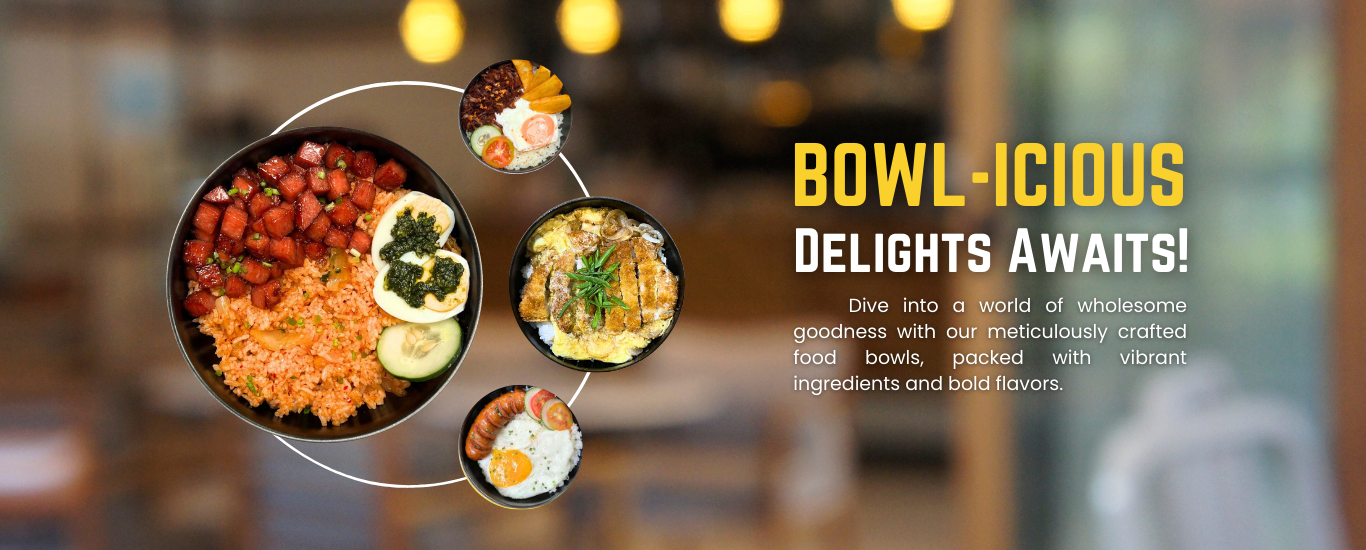 BOWL-ICIOUS
DELIGHTS AWAITS!
Dive into a world of wholesome
goodness with our meticulously crafted
food bowls, packed with vibrant
ingredients and bold flavors.